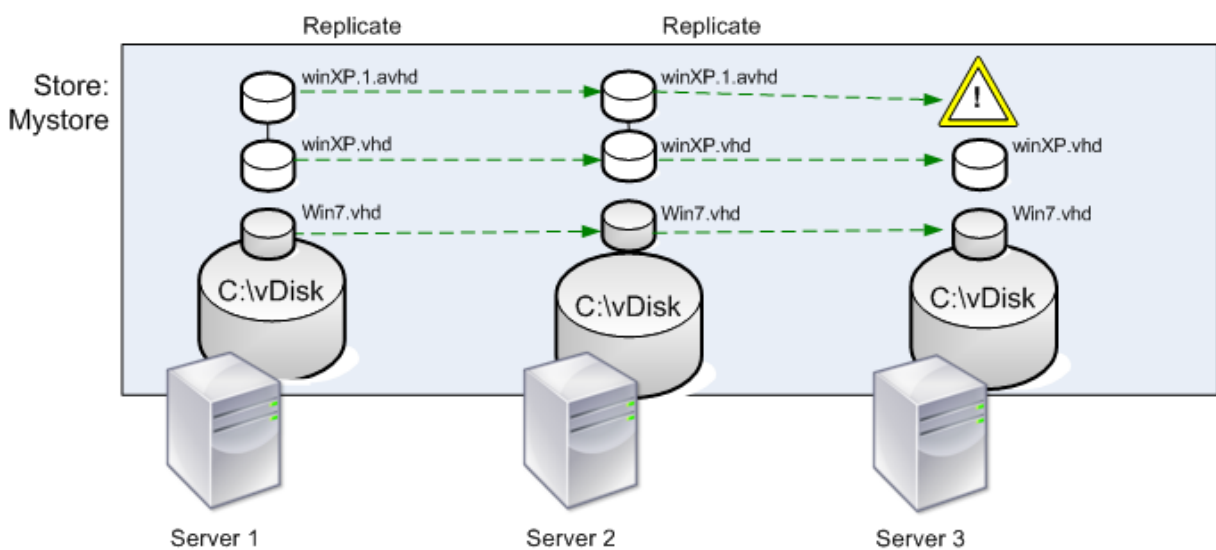 Replicate
Replicate
Store:
Mystore
winXP.1.avhd
winXP.1.avhd
!
winXP.vhd
winXP.vhd
winXP.vhd
Win7.vhd
Win7.vhd
Win7.vhd
C:\vDisk
C:\vDisk
C:\vDisk
Server 1
Server 2
Server 3